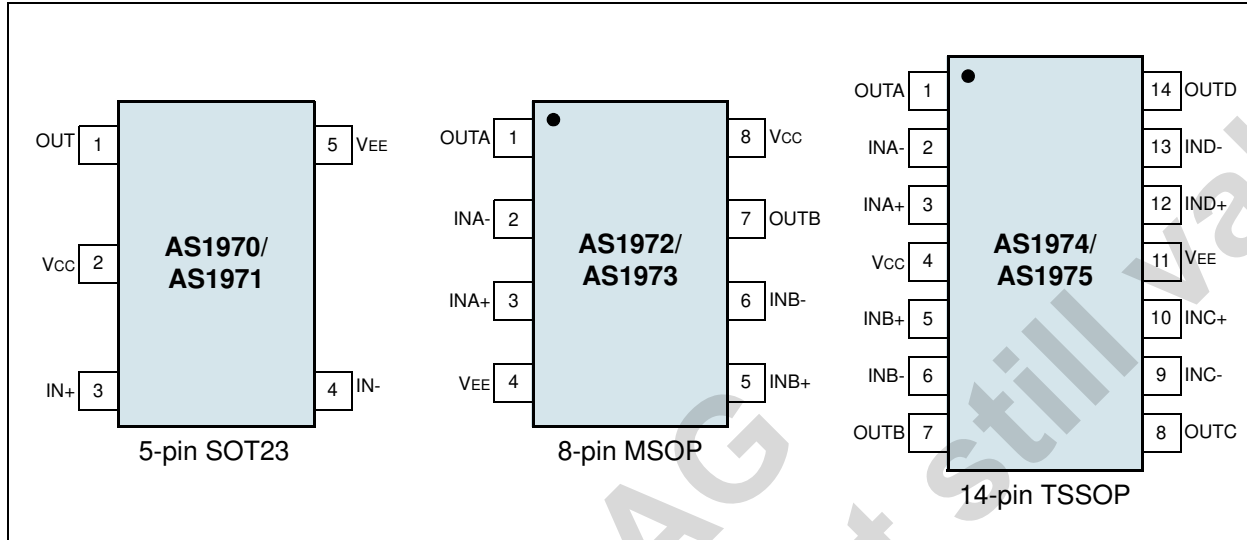 OUT 1
5 VEE
VCC 2
IN+ 3
4 IN-
AS1970/
AS1971
5-pin SOT23
OUTA 1
8 VCC
INA- 2
7 OUTB
INA+ 3
6 INB-
VEE 4
5 INB+
AS1972/
AS1973
8-pin MSOP
OUTA 1
14 OUTD
INA- 2
13 IND-
INA+ 3
12 IND+
VCC 4
11 VEE
INB+ 5
10 INC+
INB- 6
9 INC-
OUTB 7
8 OUTC
AS1974/
AS1975
14-pin TSSOP
AG
still